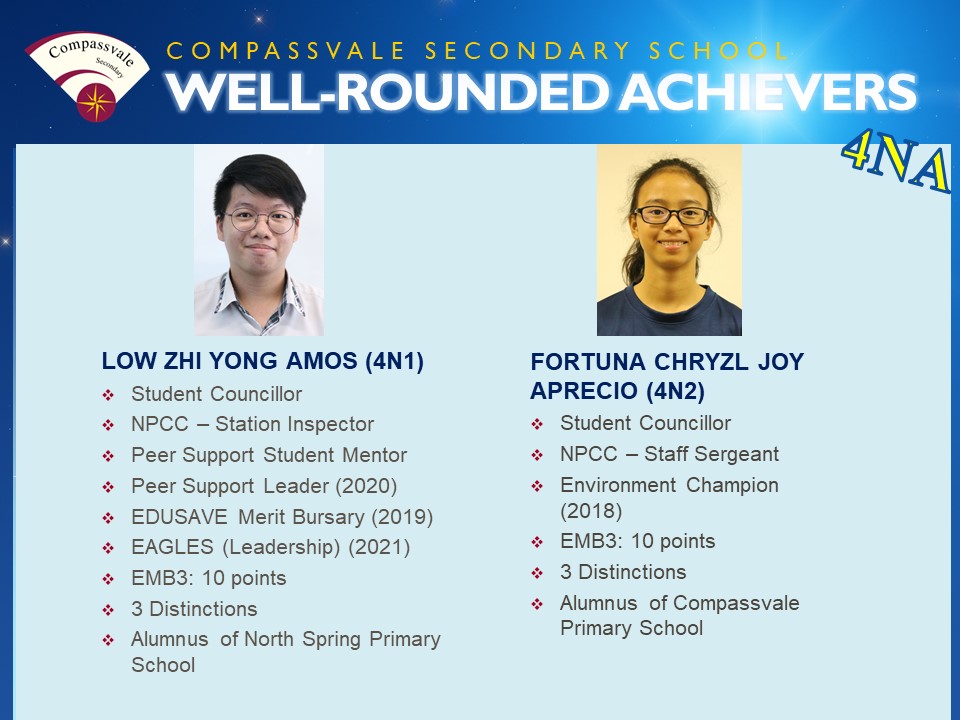 Compassvale
Secondary
COMPASSVALE SECONDARY SCHOOL
WELL-ROUNDED ACHIEVERS
4NA
LOW ZHI YONG AMOS (4N1)
❖ Student Councillor
❖ NPCC – Station Inspector
❖ Peer Support Student Mentor
❖ Peer Support Leader (2020)
❖ EDUSAVE Merit Bursary (2019)
❖ EAGLES (Leadership) (2021)
❖ EMB3: 10 points
❖ 3 Distinctions
❖ Alumnus of North Spring Primary
School
FORTUNA CHRYZL JOY
APRECIO (4N2)
❖ Student Councillor
❖ NPCC – Staff Sergeant
❖ Environment Champion
(2018)
❖ EMB3: 10 points
❖ 3 Distinctions
❖ Alumnus of Compassvale
Primary School